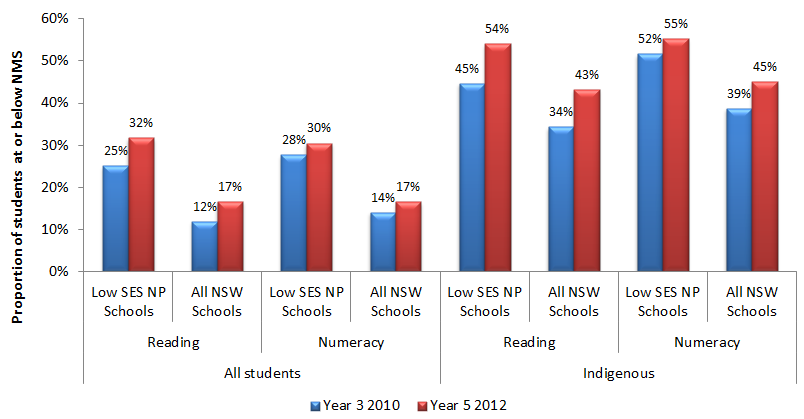 Proportion of students at or below NMS
60%
50%
40%
30%
20%
10%
0%
25%
32%
12%
17%
28%
30%
14%
17%
45%
54%
34%
43%
52%
55%
39%
45%
Low SES NP
Schools
All NSW
Schools
Low SES NP
Schools
All NSW
Schools
Low SES NP
Schools
All NSW
Schools
Low SES NP
Schools
All NSW
Schools
Reading
Numeracy
Reading
Numeracy
All students
Indigenous
Year 3 2010
Year 5 2012